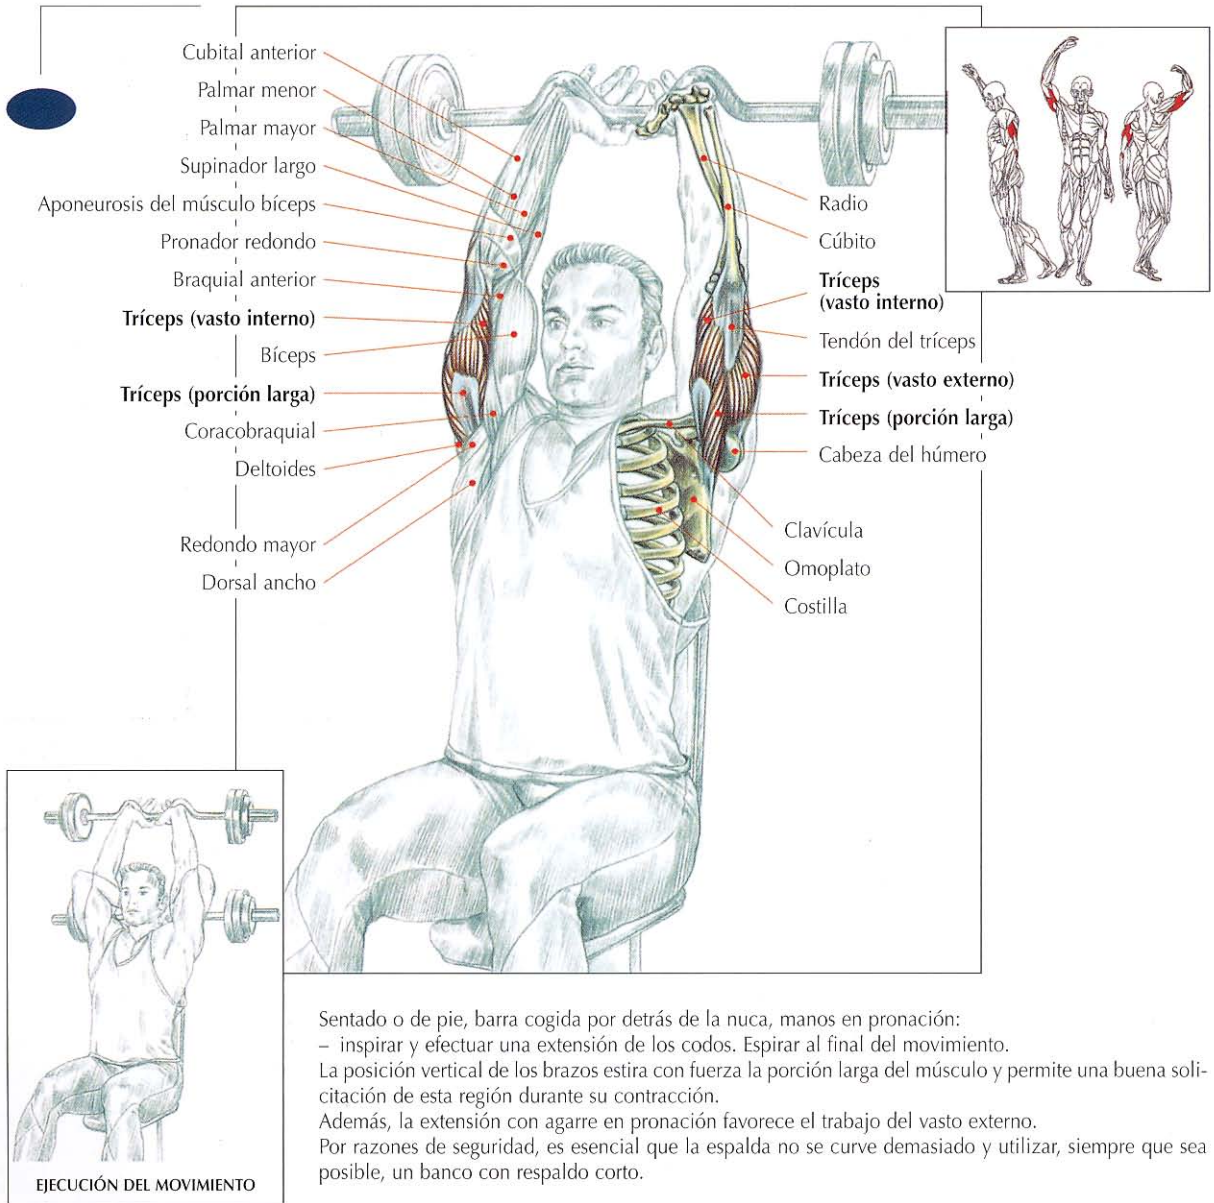 Cubital anterior
Palmar menor
Palmar mayor
Supinador largo
Aponeurosis del músculo bíceps
Pronador redondo
Braquial anterior
Tríceps (vasto interno)
Bíceps
Tríceps (porción larga)
Coracobraquial
Deltoides
Redondo mayor
Dorsal ancho
Radio
Cúbito
Tríceps
(vasto interno)
Tendón del tríceps
Tríceps (vasto externo)
Tríceps (porción larga)
Cabeza del húmero
Clavícula
Omoplato
Costilla
EJECUCIÓN DEL MOVIMIENTO
Sentado o de pie, barra cogida por detrás de la nuca, manos en pronación:
– inspirar y efectuar una extensión de los codos. Espirar al final del movimiento.
La posición vertical de los brazos estira con fuerza la porción larga del músculo y permite una buena soli-
citación de esta región durante su contracción.
Además, la extensión con agarre en pronación favorece el trabajo del vasto externo.
Por razones de seguridad, es esencial que la espalda no se curve demasiado y utilizar, siempre que sea
posible, un banco con respaldo corto.